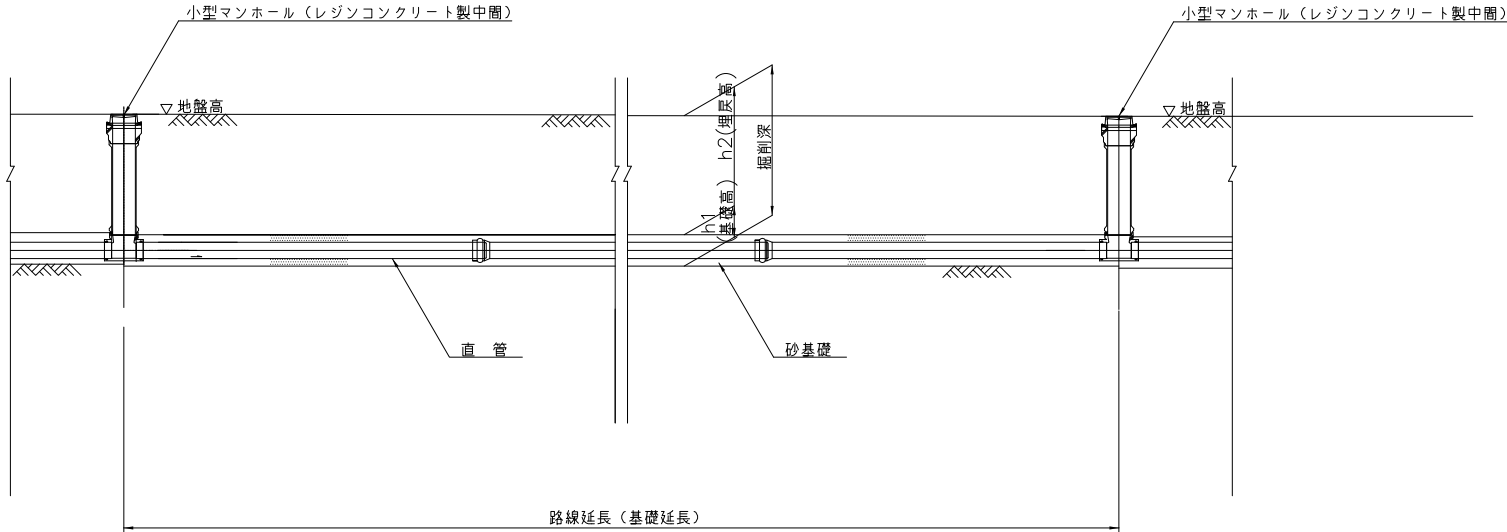 小型マンホール（レジンコンクリート製中間）
小型マンホール（レジンコンクリート製中間）
▽地盤高
▽地盤高
h2(埋戻高)
掘削深
h1
(基礎高)
直　管
砂基礎
路線延長（基礎延長）